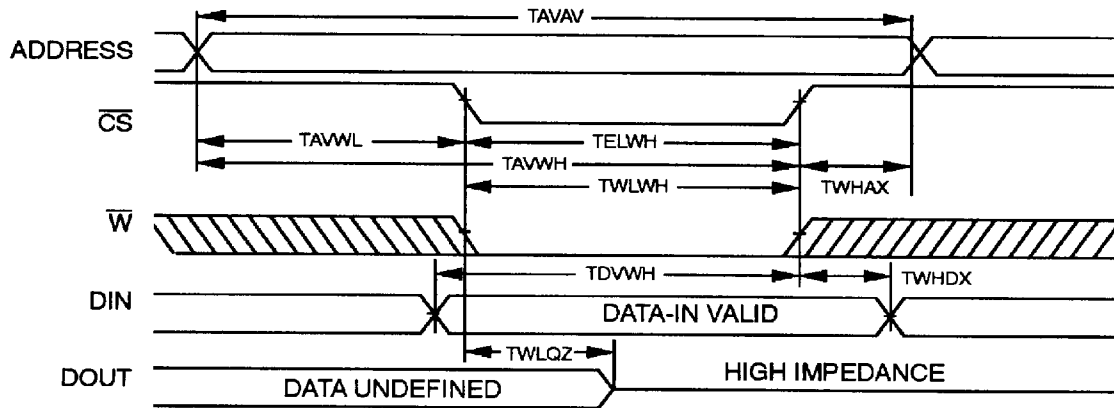 TAVAV
ADDRESS
CS
TAVWL
TELWH
TAVWH
TWHAX
TWLWH
W
TDVWH
TWHDX
DIN
DATA-IN VALID
TWLQZ
DOUT
DATA UNDEFINED
HIGH IMPEDANCE